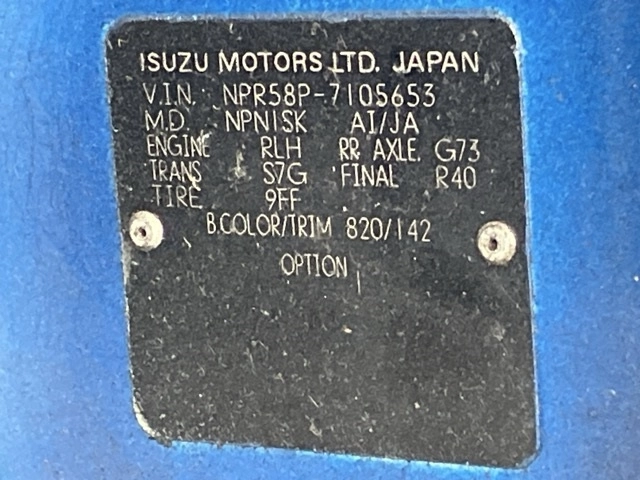 ISUZU MOTORS LTD. JAPAN
V.I.N. NPR58P-7105653
M.D NPN1SK AI/JA
ENGINE RLH RR AXLE. G73
TRANS S7G FINAL R40
TIRE 9FF
B.COLOR/TRIM 820/142
OPTION